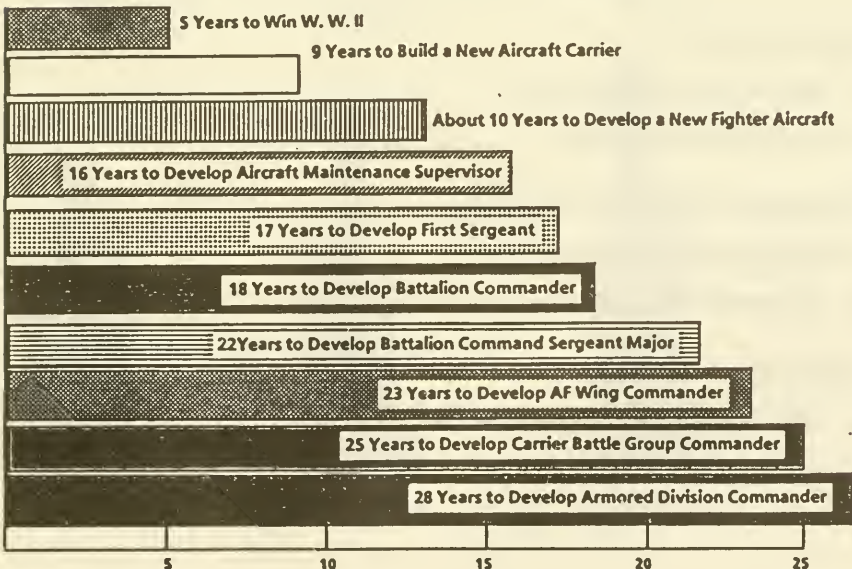 5 Years to Win W. W. II
9 Years to Build a New Aircraft Carrier
About 10 Years to Develop a New Fighter Aircraft
16 Years to Develop Aircraft Maintenance Supervisor
17 Years to Develop First Sergeant
18 Years to Develop Battalion Commander
22Years to Develop Battalion Command Sergeant Major
23 Years to Develop AF Wing Commander
25 Years to Develop Carrier Battle Group Commander
28 Years to Develop Armored Division Commander
5 10 15 20 25